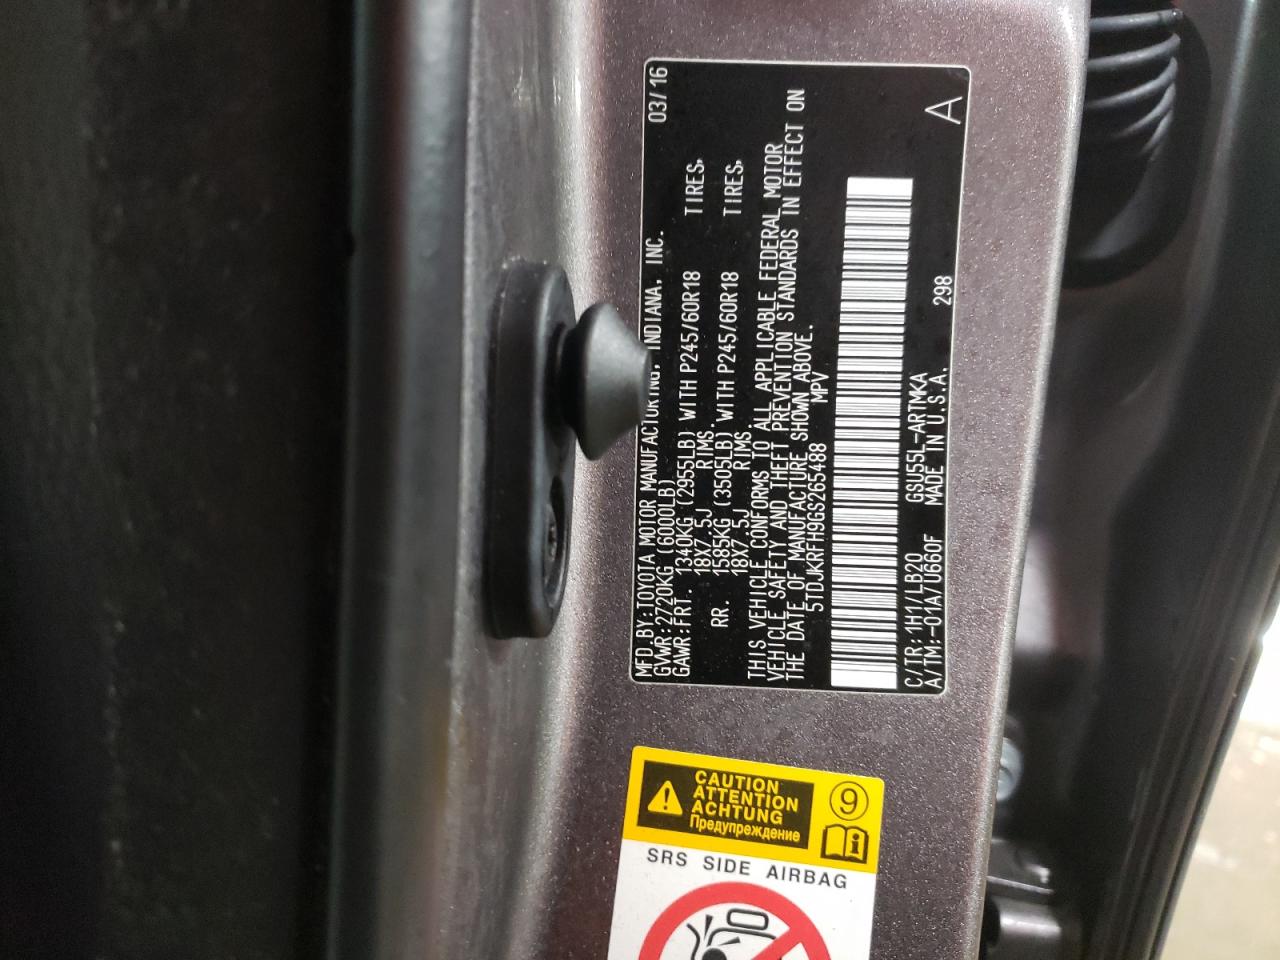 MFD.BY:TOYOTA MOTOR MANUFACTURING, INDIANA, INC. 03/16
GVWR:2720KG (6000LB)
GAWR:FRT. 1340KG (2955LB) WITH P245/60R18 TIRES,
18X7.5J RIMS.
RR. 1585KG (3505LB) WITH P245/60R18 TIRES,
18X7.5J RIMS.
THIS VEHICLE CONFORMS TO ALL APPLICABLE FEDERAL MOTOR
VEHICLE SAFETY AND THEFT PREVENTION STANDARDS IN EFFECT ON
THE DATE OF MANUFACTURE SHOWN ABOVE.
5TDJKRFH9GS265488 MPV
C/TR:1H1/LB20 GSU55L-ARTMKA 298
A/TM:-01A/U660F MADE IN U.S.A. A
CAUTION
ATTENTION
ACHTUNG
Предупреждение
9
SRS SIDE AIRBAG